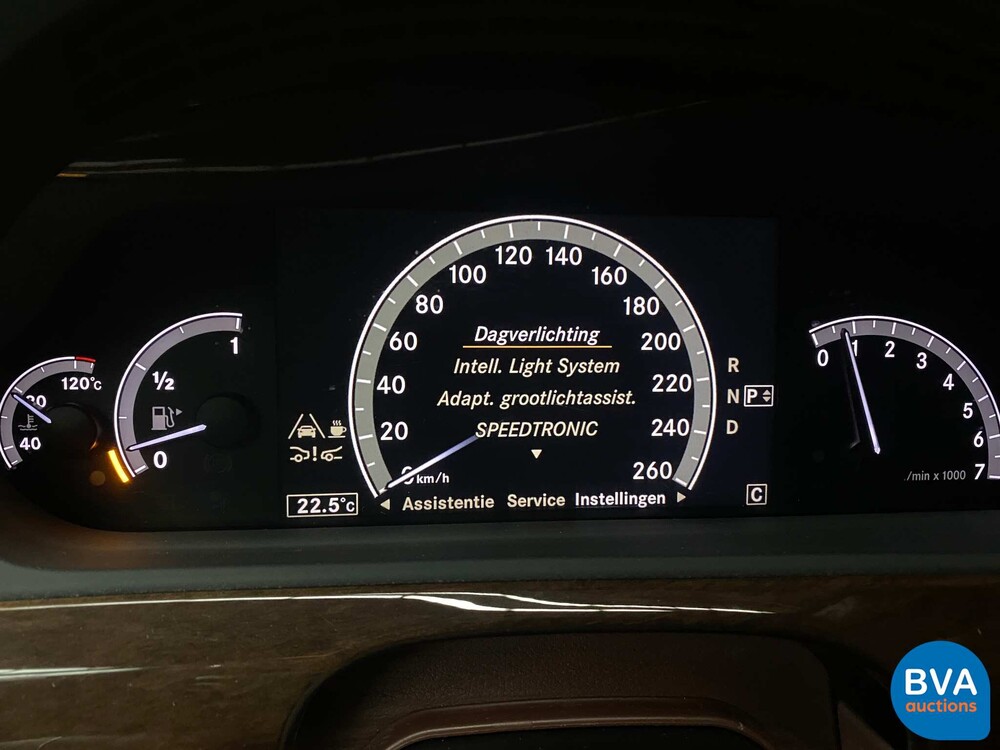 120 140
100 160
80 180
60 200
40 220
20 240
0 km/h 260
Dagverlichting
Intell. Light System
Adapt. grootlichtassist.
SPEEDTRONIC
Assistentie Service Instellingen
22.5°c
R
N P
D
C
1
½
0
120°C
40
0 1 2 3 4 5 6 7
./min x 1000
BVA
auctions